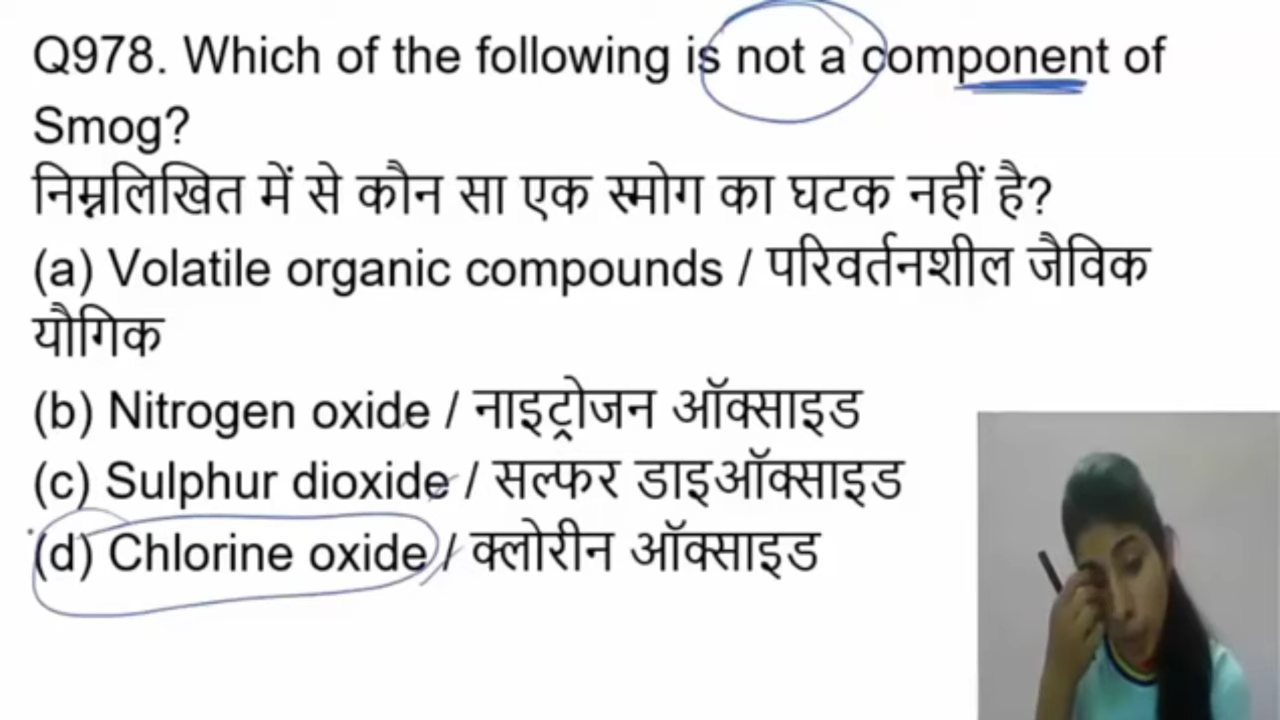 Q978. Which of the following is not a component of
Smog?
निम्नलिखित में से कौन सा एक स्मोग का घटक नहीं है?
(a) Volatile organic compounds / परिवर्तनशील जैविक
यौगिक
(b) Nitrogen oxide / नाइट्रोजन ऑक्साइड
(c) Sulphur dioxide / सल्फर डाइऑक्साइड
(d) Chlorine oxide / क्लोरीन ऑक्साइड